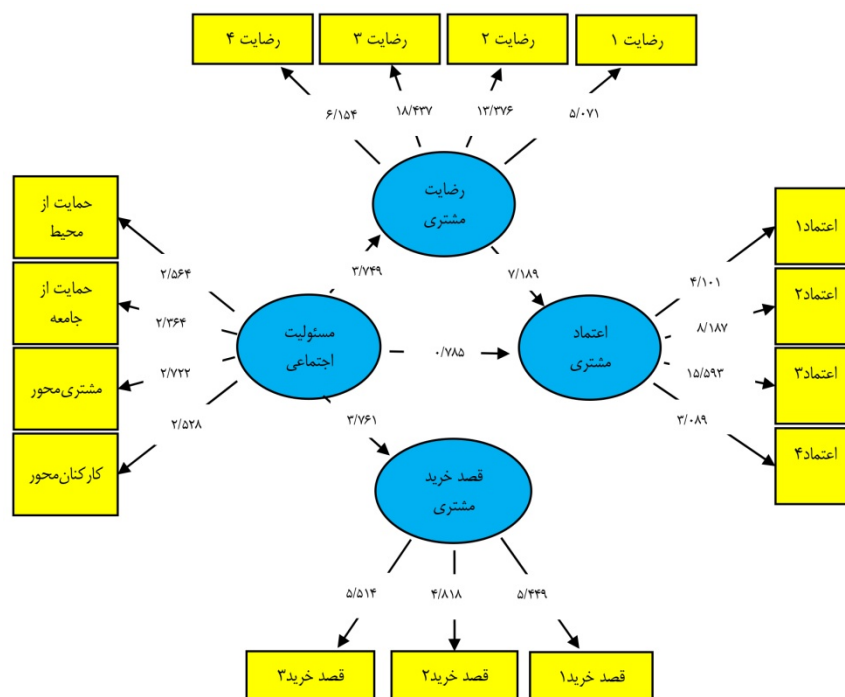 رضایت ۱
رضایت ۲
رضایت ۳
رضایت ۴
۵/۰۷۱
۱۳/۳۷۶
۱۸/۴۳۷
۶/۱۵۴
رضایت
مشتری
حمایت از
محیط
حمایت از
جامعه
مشتری‌محور
کارکنان‌محور
۲/۵۶۴
۲/۳۶۴
۲/۷۲۲
۲/۵۲۸
مسئولیت
اجتماعی
۳/۷۴۹
۷/۱۸۹
۰/۷۸۵
۳/۷۶۱
اعتماد
مشتری
۴/۱۰۱
۸/۱۸۷
۱۵/۵۹۳
۳/۰۸۹
اعتماد۱
اعتماد۲
اعتماد۳
اعتماد۴
قصد خرید
مشتری
۵/۴۴۹
۴/۸۱۸
۵/۵۱۴
قصد خرید۱
قصد خرید۲
قصد خرید۳